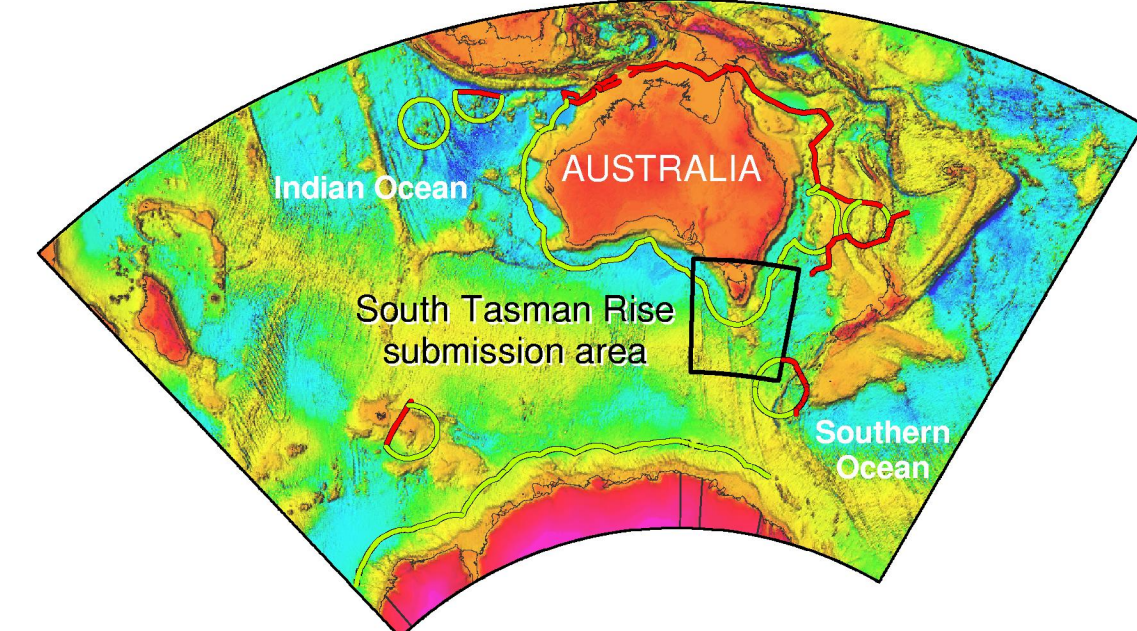 AUSTRALIA
Indian Ocean
South Tasman Rise
submission area
Southern
Ocean